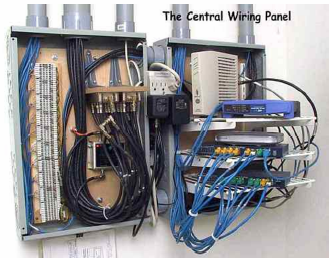 The Central Wiring Panel